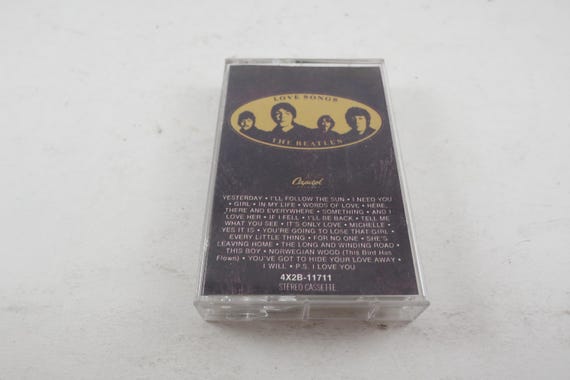 LOVE SONGS
THE BEATLES
Capitol
YESTERDAY • I'LL FOLLOW THE SUN • I NEED YOU
• GIRL • IN MY LIFE • WORDS OF LOVE • HERE,
THERE AND EVERYWHERE • SOMETHING • AND I
LOVE HER • IF I FELL • I'LL BE BACK • TELL ME
WHAT YOU SEE • IT'S ONLY LOVE • MICHELLE •
YES IT IS • YOU'RE GOING TO LOSE THAT GIRL •
EVERY LITTLE THING • FOR NO ONE • SHE'S
LEAVING HOME • THE LONG AND WINDING ROAD •
THIS BOY • NORWEGIAN WOOD (This Bird Has
Flown) • YOU'VE GOT TO HIDE YOUR LOVE AWAY •
I WILL • P.S. I LOVE YOU
4X2B-11711
STEREO CASSETTE